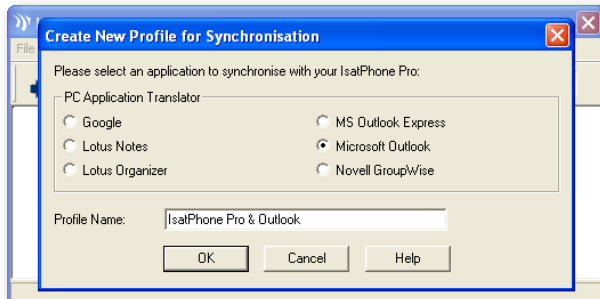 Create New Profile for Synchronisation
File
Please select an application to synchronise with your IsatPhone Pro:
PC Application Translator
Google
MS Outlook Express
Lotus Notes
Microsoft Outlook
Lotus Organizer
Novell GroupWise
Profile Name: IsatPhone Pro & Outlook
OK Cancel Help